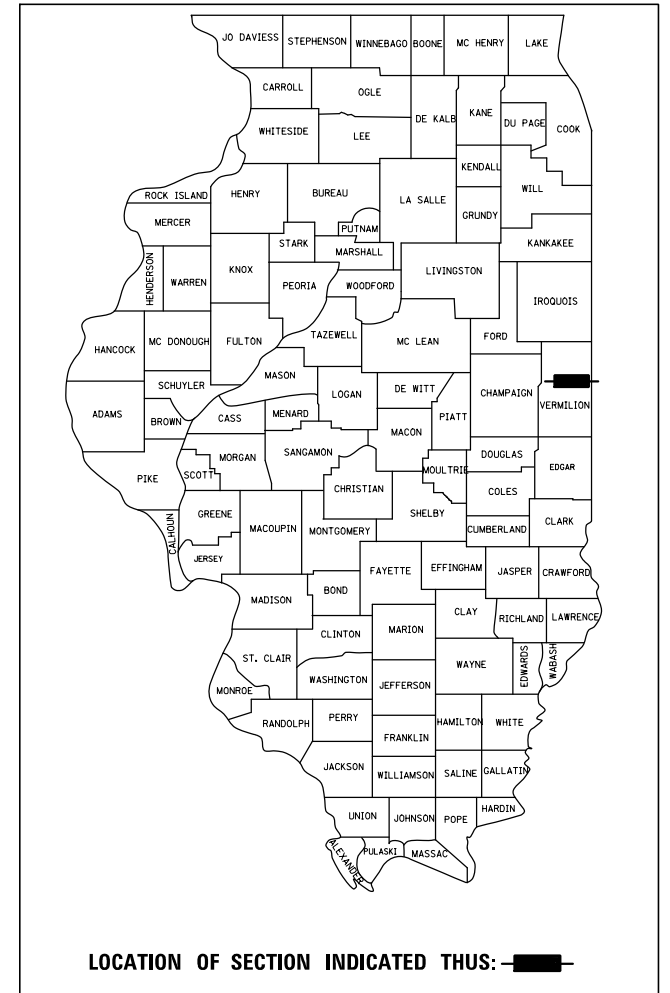 JO DAVIESS STEPHENSON WINNEBAGO BOONE MC HENRY LAKE
CARROLL OGLE DE KALB KANE DU PAGE COOK
WHITESIDE LEE
KENDALL WILL
ROCK ISLAND HENRY BUREAU LA SALLE GRUNDY
MERCER PUTNAM
STARK MARSHALL KANKAKEE
HENDERSON WARREN KNOX PEORIA WOODFORD LIVINGSTON IROQUOIS
HANCOCK MC DONOUGH FULTON TAZEWELL MC LEAN FORD
MASON
SCHUYLER LOGAN DE WITT CHAMPAIGN VERMILION
ADAMS BROWN CASS MENARD PIATT
MACON
MORGAN SANGAMON DOUGLAS
PIKE SCOTT CHRISTIAN MOULTRIE COLES EDGAR
GREENE MACOUPIN MONTGOMERY SHELBY CUMBERLAND CLARK
CALHOUN JERSEY
FAYETTE EFFINGHAM JASPER CRAWFORD
MADISON BOND
CLAY RICHLAND LAWRENCE
CLINTON MARION
ST. CLAIR WAYNE EDWARDS WABASH
WASHINGTON JEFFERSON
MONROE
RANDOLPH PERRY HAMILTON WHITE
FRANKLIN
JACKSON WILLIAMSON SALINE GALLATIN
UNION JOHNSON POPE HARDIN
ALEXANDER PULASKI MASSAC
LOCATION OF SECTION INDICATED THUS: